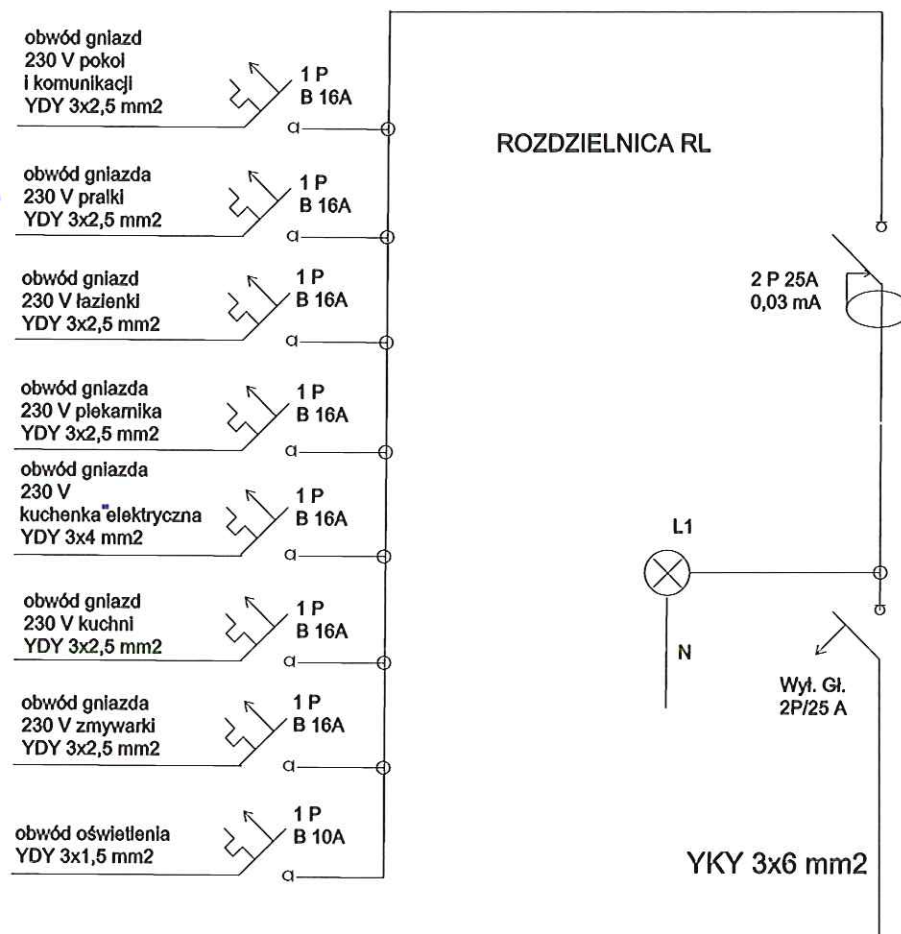 obwód gniazd
230 V pokoi
i komunikacji
YDY 3x2,5 mm2
1 P
B 16A
obwód gniazda
230 V pralki
YDY 3x2,5 mm2
1 P
B 16A
obwód gniazd
230 V łazienki
YDY 3x2,5 mm2
1 P
B 16A
obwód gniazda
230 V piekarnika
YDY 3x2,5 mm2
1 P
B 16A
obwód gniazda
230 V
kuchenka elektryczna
YDY 3x4 mm2
1 P
B 16A
obwód gniazd
230 V kuchni
YDY 3x2,5 mm2
1 P
B 16A
obwód gniazda
230 V zmywarki
YDY 3x2,5 mm2
1 P
B 16A
obwód oświetlenia
YDY 3x1,5 mm2
1 P
B 10A
ROZDZIELNICA RL
2 P 25A
0,03 mA
L1
N
Wył. Gł.
2P/25 A
YKY 3x6 mm2